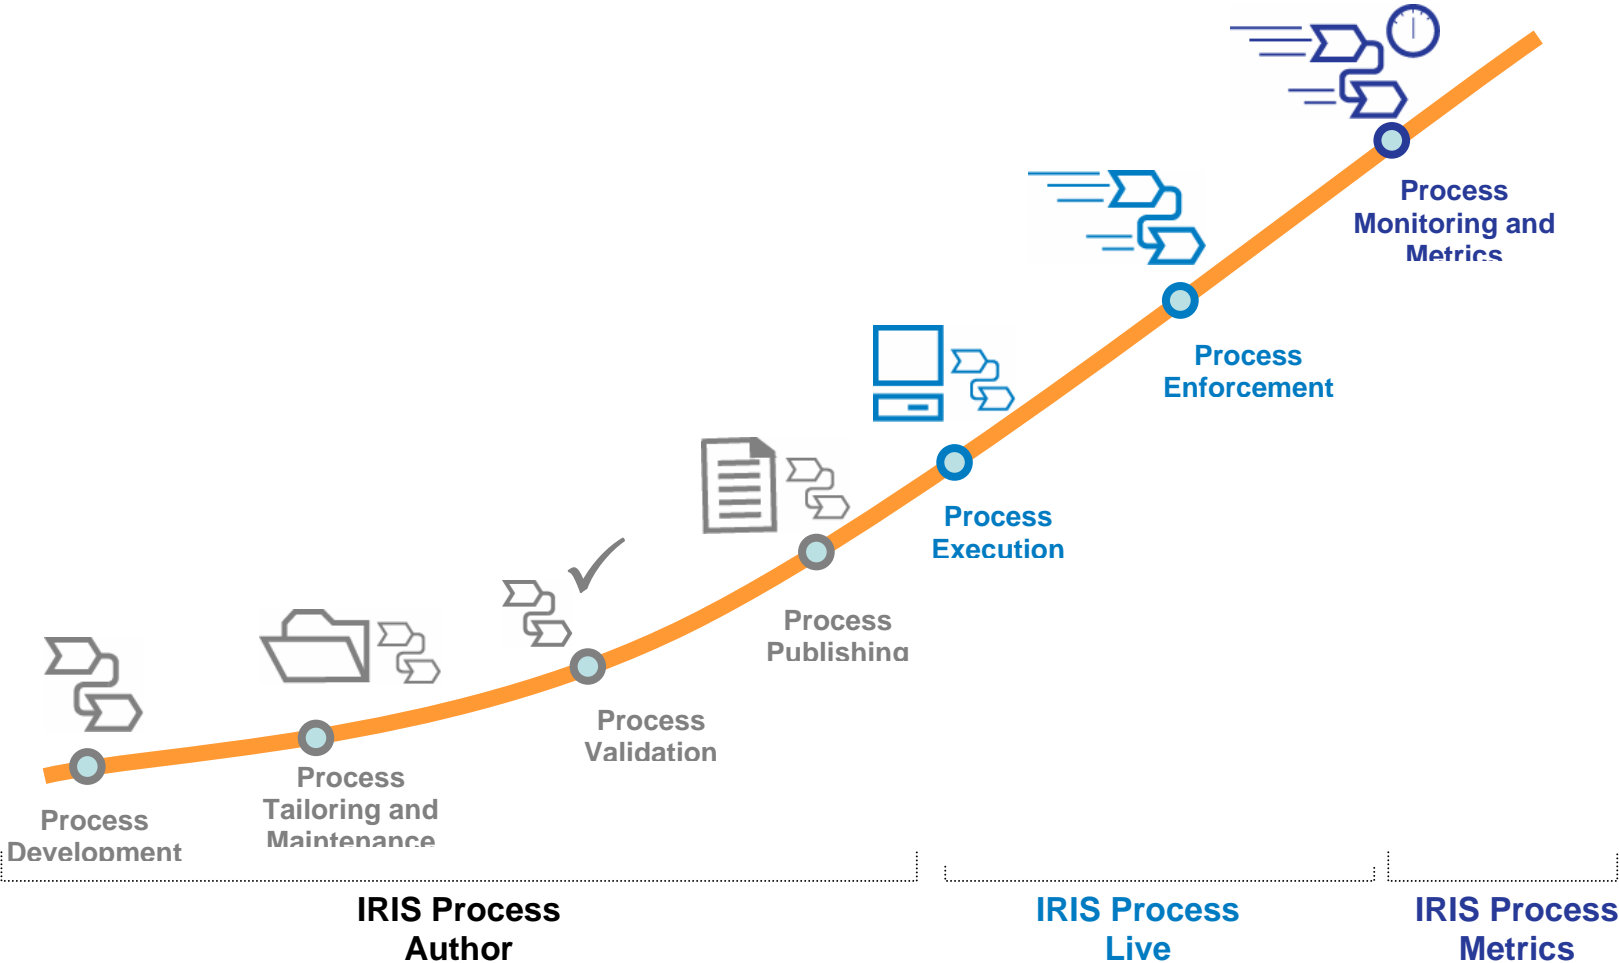 Process
Monitoring and
Metrics
Process
Enforcement
Process
Execution
Process
Publishing
Process
Validation
Process
Tailoring and
Maintenance
Process
Development
IRIS Process
Author
IRIS Process
Live
IRIS Process
Metrics